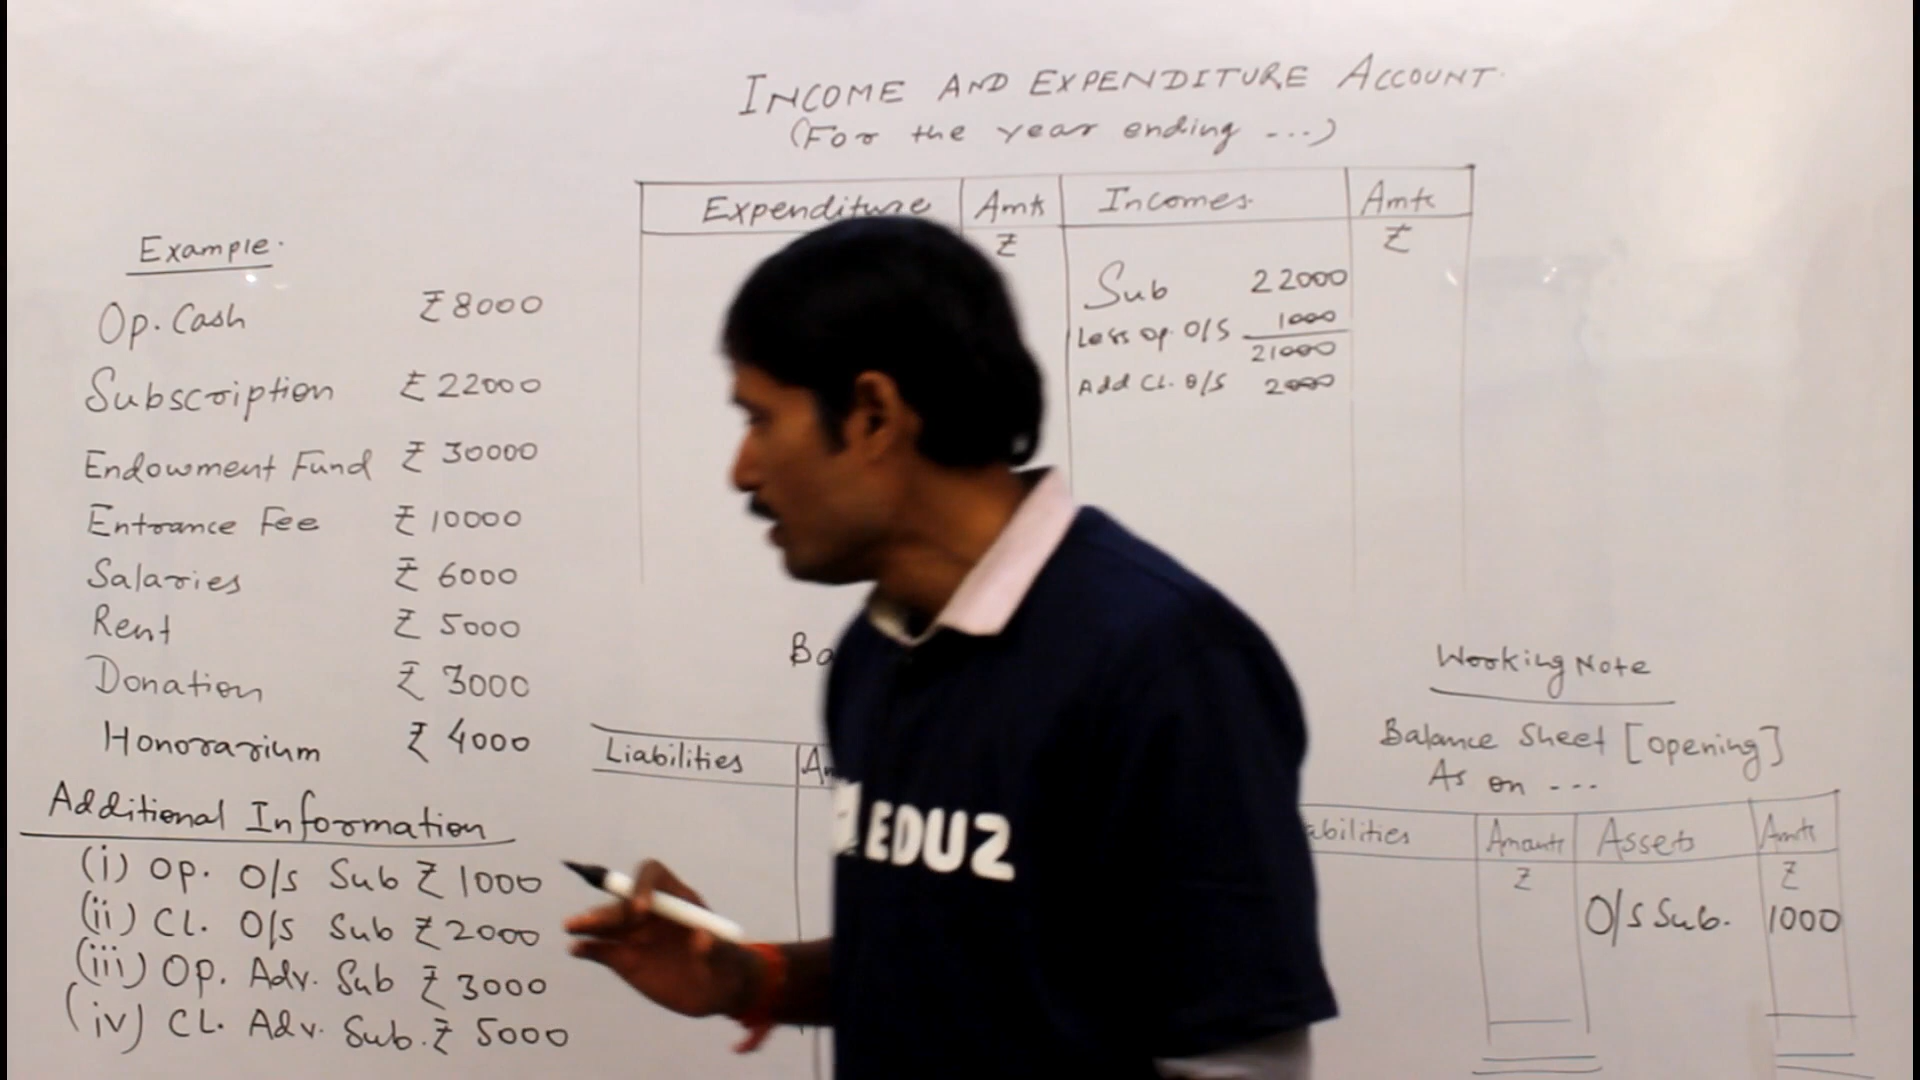 INCOME AND EXPENDITURE ACCOUNT
(For the year ending ...)
Expenditure Amt Incomes Amt
₹ ₹
Sub 22000
Less Op. O/S 1000
21000
Add CL. O/S 2000
Example
Op. Cash ₹ 8000
Subscription ₹ 22000
Endowment Fund ₹ 30000
Entrance Fee ₹ 10000
Salaries ₹ 6000
Rent ₹ 5000
Donation ₹ 3000
Honorarium ₹ 4000
Additional Information
(i) Op. O/S Sub ₹ 1000
(ii) CL. O/S Sub ₹ 2000
(iii) Op. Adv. Sub ₹ 3000
(iv) CL. Adv. Sub. ₹ 5000
Liabilities
EDUZ
Working Note
Balance Sheet [Opening]
As on ---
abilities Amount Assets Amt
₹ ₹
O/S Sub. 1000